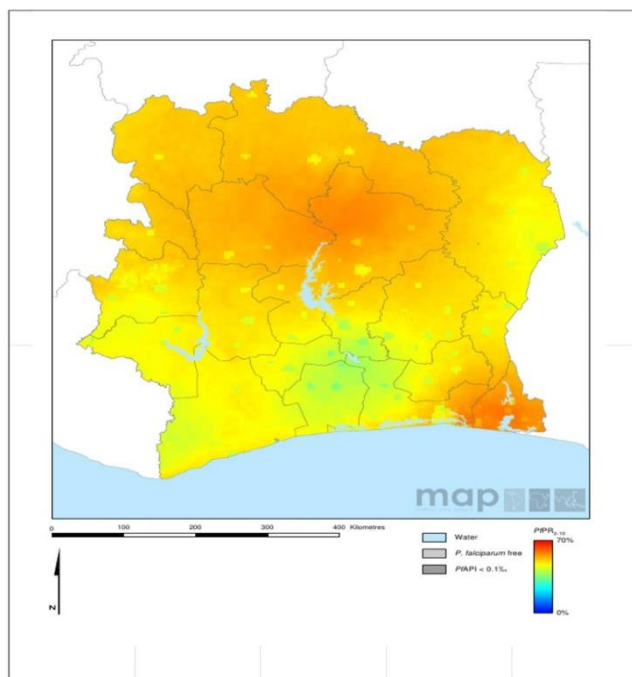 map
0 100 200 300 400 Kilometres
Water
P. falciparum free
PfAPI < 0.1‰
PfPR2-10
70%
0%
N